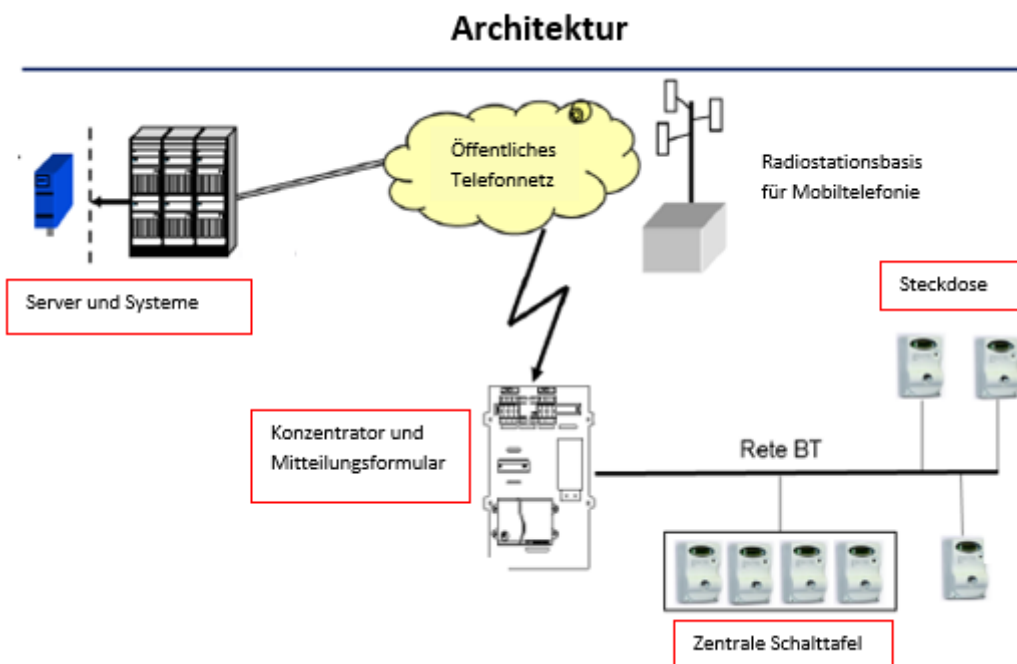 Architektur
Öffentliches
Telefonnetz
Radiostationsbasis
für Mobiltelefonie
Server und Systeme
Steckdose
Konzentrator und
Mitteilungsformular
Rete BT
Zentrale Schalttafel